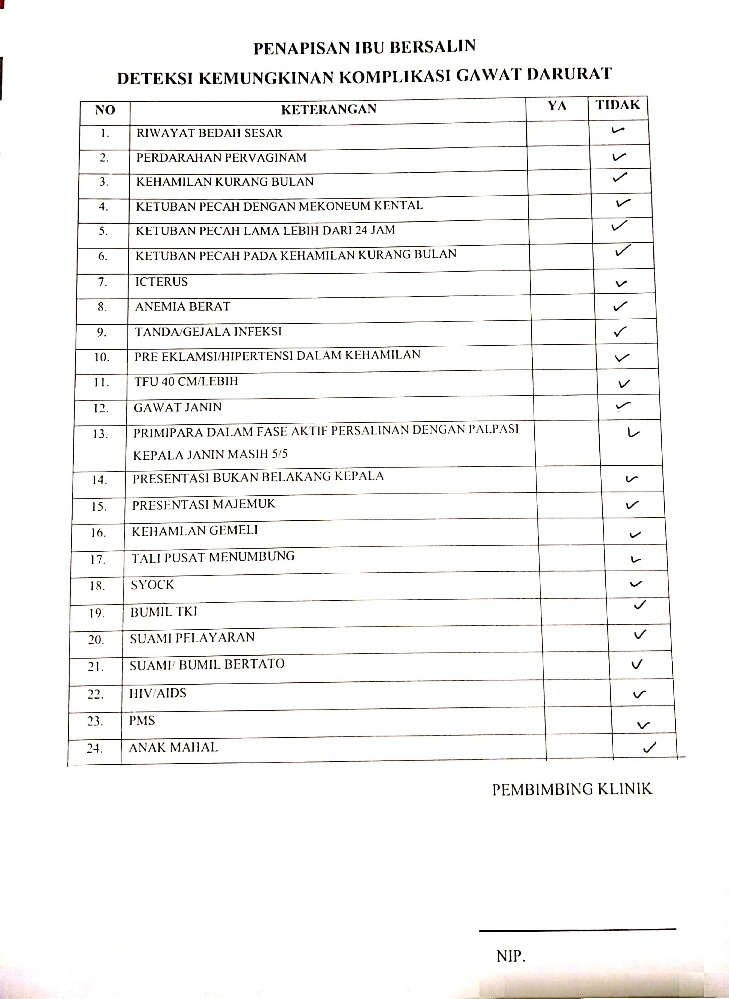 PENAPISAN IBU BERSALIN
DETEKSI KEMUNGKINAN KOMPLIKASI GAWAT DARURAT
NO KETERANGAN YA TIDAK
1. RIWAYAT BEDAH SESAR ✓
2. PERDARAHAN PERVAGINAM ✓
3. KEHAMILAN KURANG BULAN ✓
4. KETUBAN PECAH DENGAN MEKONEUM KENTAL ✓
5. KETUBAN PECAH LAMA LEBIH DARI 24 JAM ✓
6. KETUBAN PECAH PADA KEHAMILAN KURANG BULAN ✓
7. ICTERUS ✓
8. ANEMIA BERAT ✓
9. TANDA/GEJALA INFEKSI ✓
10. PRE EKLAMSI/HIPERTENSI DALAM KEHAMILAN ✓
11. TFU 40 CM/LEBIH ✓
12. GAWAT JANIN ✓
13. PRIMIPARA DALAM FASE AKTIF PERSALINAN DENGAN PALPASI ✓
KEPALA JANIN MASIH 5/5
14. PRESENTASI BUKAN BELAKANG KEPALA ✓
15. PRESENTASI MAJEMUK ✓
16. KEHAMLAN GEMELI ✓
17. TALI PUSAT MENUMBUNG ✓
18. SYOCK ✓
19. BUMIL TKI ✓
20. SUAMI PELAYARAN ✓
21. SUAMI/ BUMIL BERTATO ✓
22. HIV/AIDS ✓
23. PMS ✓
24. ANAK MAHAL ✓
PEMBIMBING KLINIK
NIP.